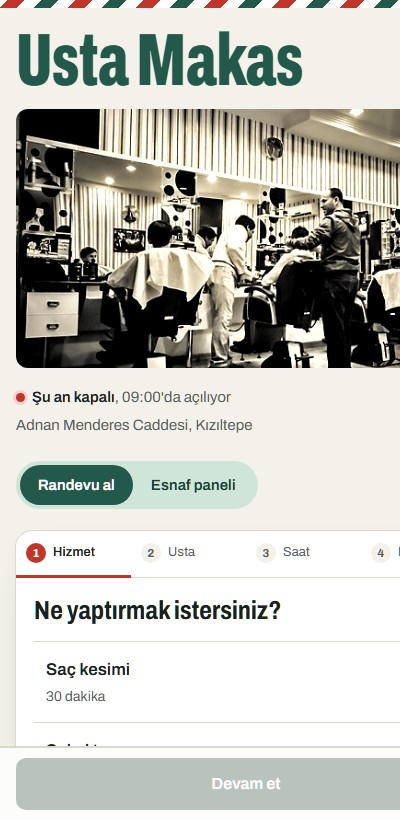 Usta Makas
Şu an kapalı, 09:00'da açılıyor
Adnan Menderes Caddesi, Kızıltepe
Randevu al
Esnaf paneli
1 Hizmet
2 Usta
3 Saat
4
Ne yaptırmak istersiniz?
Saç kesimi
30 dakika
Devam et